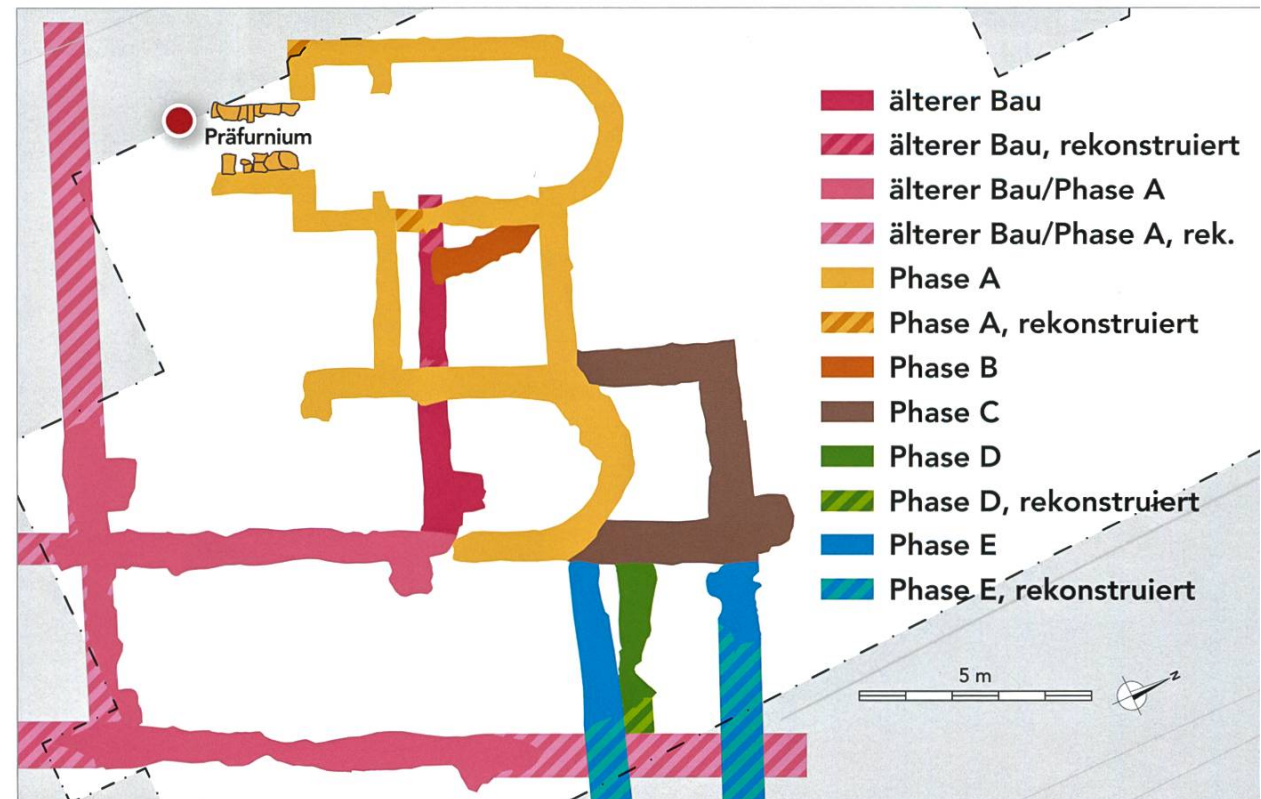 Präfurnium
älterer Bau
älterer Bau, rekonstruiert
älterer Bau/Phase A
älterer Bau/Phase A, rek.
Phase A
Phase A, rekonstruiert
Phase B
Phase C
Phase D
Phase D, rekonstruiert
Phase E
Phase E, rekonstruiert
5 m
N